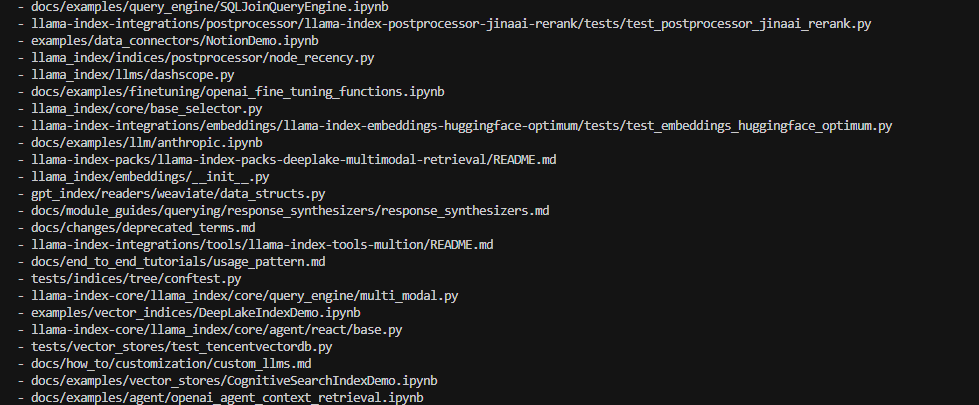 - docs/examples/query_engine/SQLJoinQueryEngine.ipynb
- llama-index-integrations/postprocessor/llama-index-postprocessor-jinaai-rerank/tests/test_postprocessor_jinaai_rerank.py
- examples/data_connectors/NotionDemo.ipynb
- llama_index/indices/postprocessor/node_recency.py
- llama_index/llms/dashscope.py
- docs/examples/finetuning/openai_fine_tuning_functions.ipynb
- llama_index/core/base_selector.py
- llama-index-integrations/embeddings/llama-index-embeddings-huggingface-optimum/tests/test_embeddings_huggingface_optimum.py
- docs/examples/llm/anthropic.ipynb
- llama-index-packs/llama-index-packs-deeplake-multimodal-retrieval/README.md
- llama_index/embeddings/__init__.py
- gpt_index/readers/weaviate/data_structs.py
- docs/module_guides/querying/response_synthesizers/response_synthesizers.md
- docs/changes/deprecated_terms.md
- llama-index-integrations/tools/llama-index-tools-multion/README.md
- docs/end_to_end_tutorials/usage_pattern.md
- tests/indices/tree/conftest.py
- llama-index-core/llama_index/core/query_engine/multi_modal.py
- examples/vector_indices/DeepLakeIndexDemo.ipynb
- llama-index-core/llama_index/core/agent/react/base.py
- tests/vector_stores/test_tencentvectordb.py
- docs/how_to/customization/custom_llms.md
- docs/examples/vector_stores/CognitiveSearchIndexDemo.ipynb
- docs/examples/agent/openai_agent_context_retrieval.ipynb